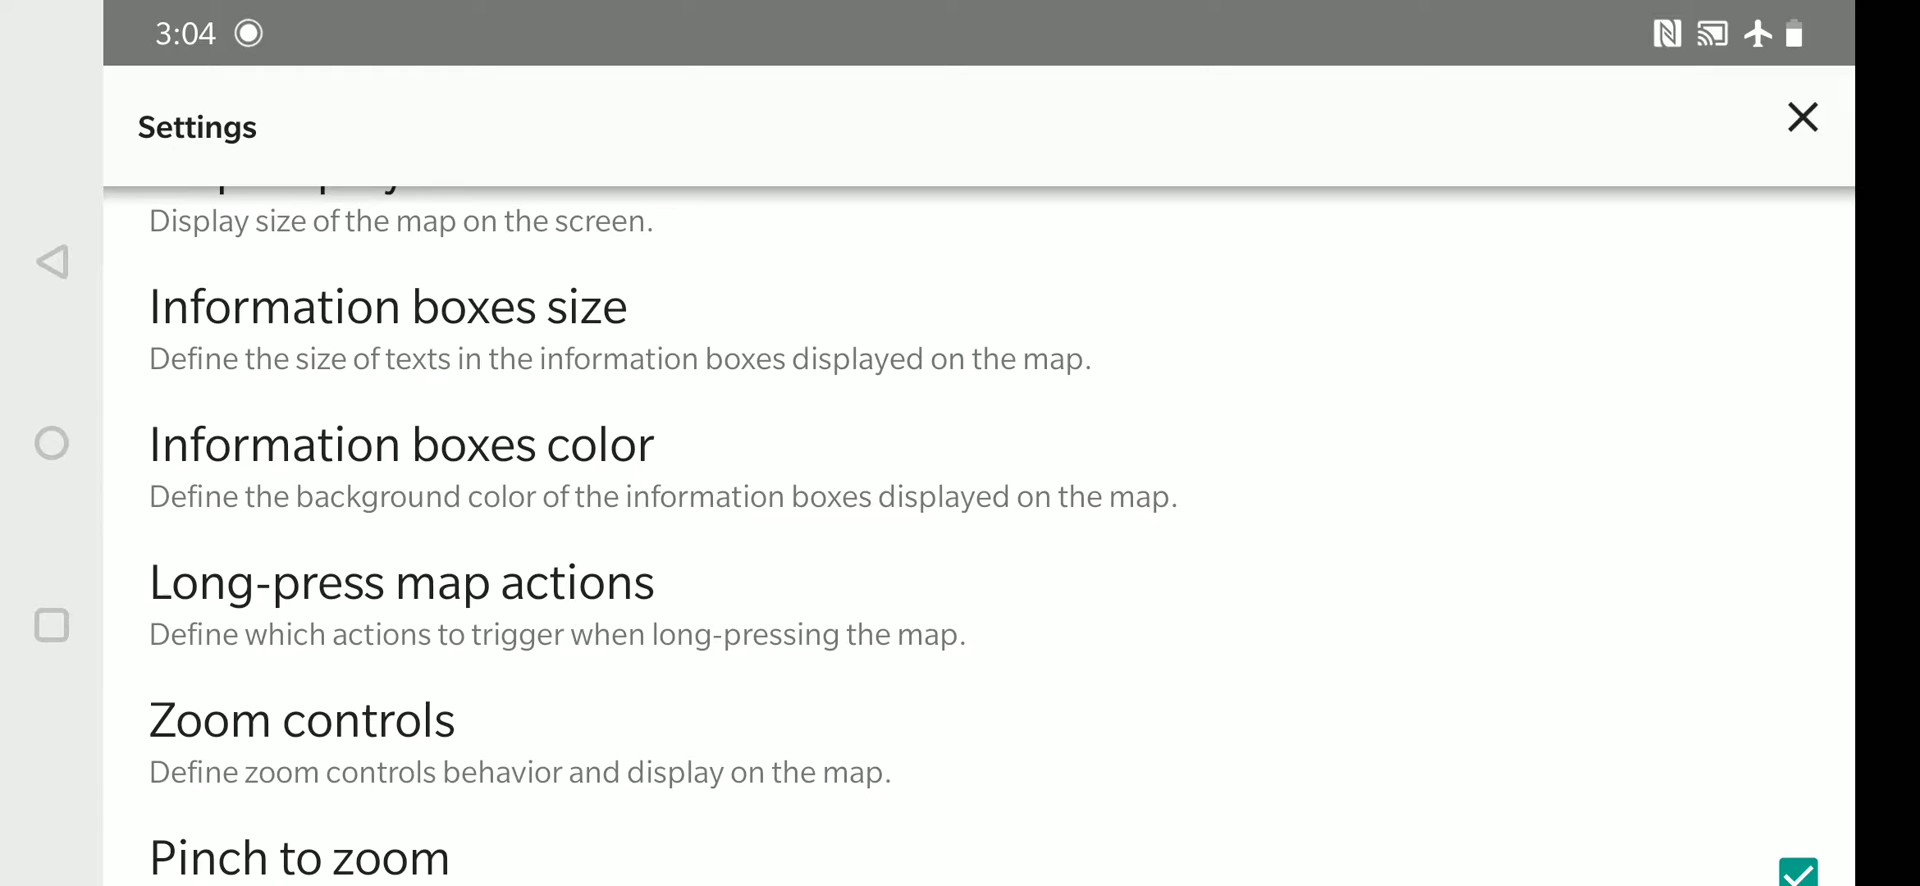 3:04
Settings
Display size of the map on the screen.
Information boxes size
Define the size of texts in the information boxes displayed on the map.
Information boxes color
Define the background color of the information boxes displayed on the map.
Long-press map actions
Define which actions to trigger when long-pressing the map.
Zoom controls
Define zoom controls behavior and display on the map.
Pinch to zoom